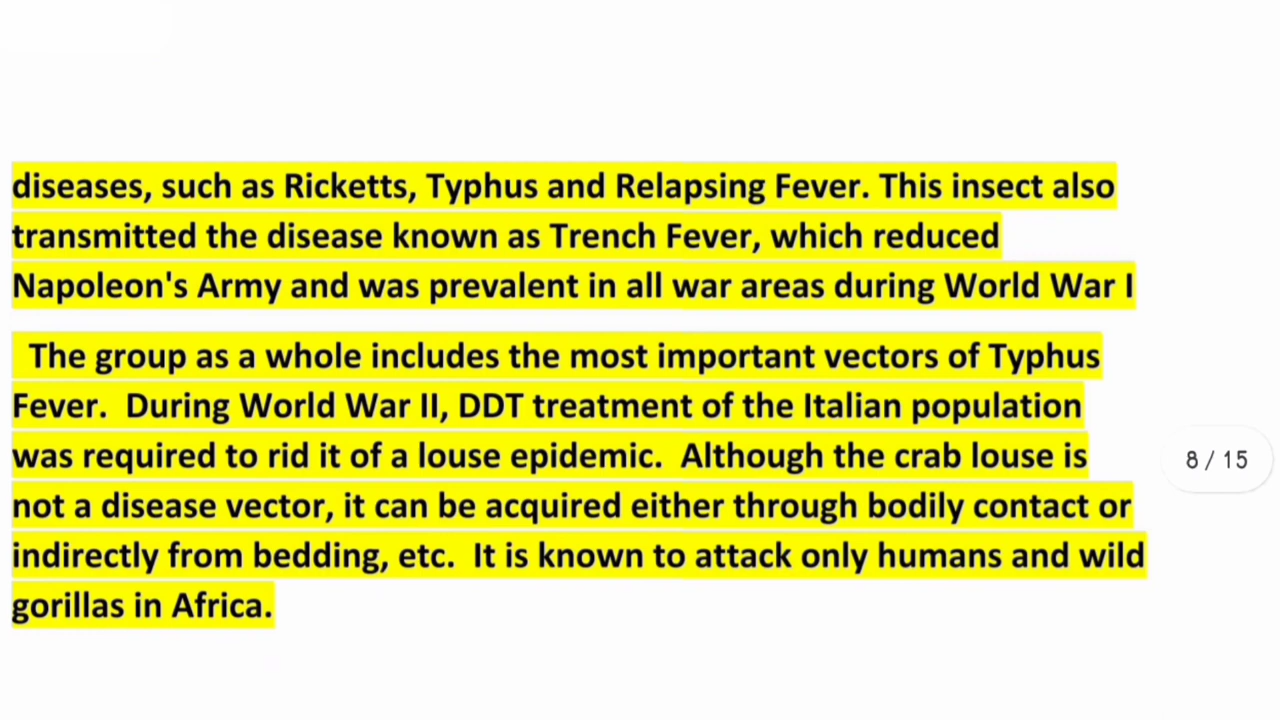 diseases, such as Ricketts, Typhus and Relapsing Fever. This insect also
transmitted the disease known as Trench Fever, which reduced
Napoleon's Army and was prevalent in all war areas during World War I
The group as a whole includes the most important vectors of Typhus
Fever.  During World War II, DDT treatment of the Italian population
was required to rid it of a louse epidemic.  Although the crab louse is
not a disease vector, it can be acquired either through bodily contact or
indirectly from bedding, etc.  It is known to attack only humans and wild
gorillas in Africa.
8 / 15